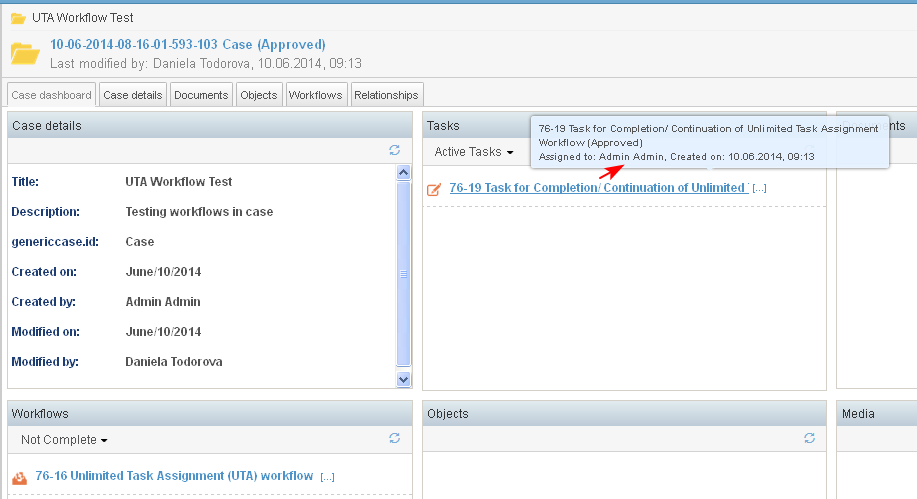 UTA Workflow Test
10-06-2014-08-16-01-593-103 Case (Approved)
Last modified by: Daniela Todorova, 10.06.2014, 09:13
Case dashboard
Case details
Documents
Objects
Workflows
Relationships
Case details
Title: UTA Workflow Test
Description: Testing workflows in case
genericcase.id: Case
Created on: June/10/2014
Created by: Admin Admin
Modified on: June/10/2014
Modified by: Daniela Todorova
Tasks
Active Tasks
76-19 Task for Completion/ Continuation of Unlimited Task Assignment
Workflow (Approved)
Assigned to: Admin Admin, Created on: 10.06.2014, 09:13
76-19 Task for Completion/ Continuation of Unlimited [...]
Workflows
Not Complete
76-16 Unlimited Task Assignment (UTA) workflow [...]
Objects
Media